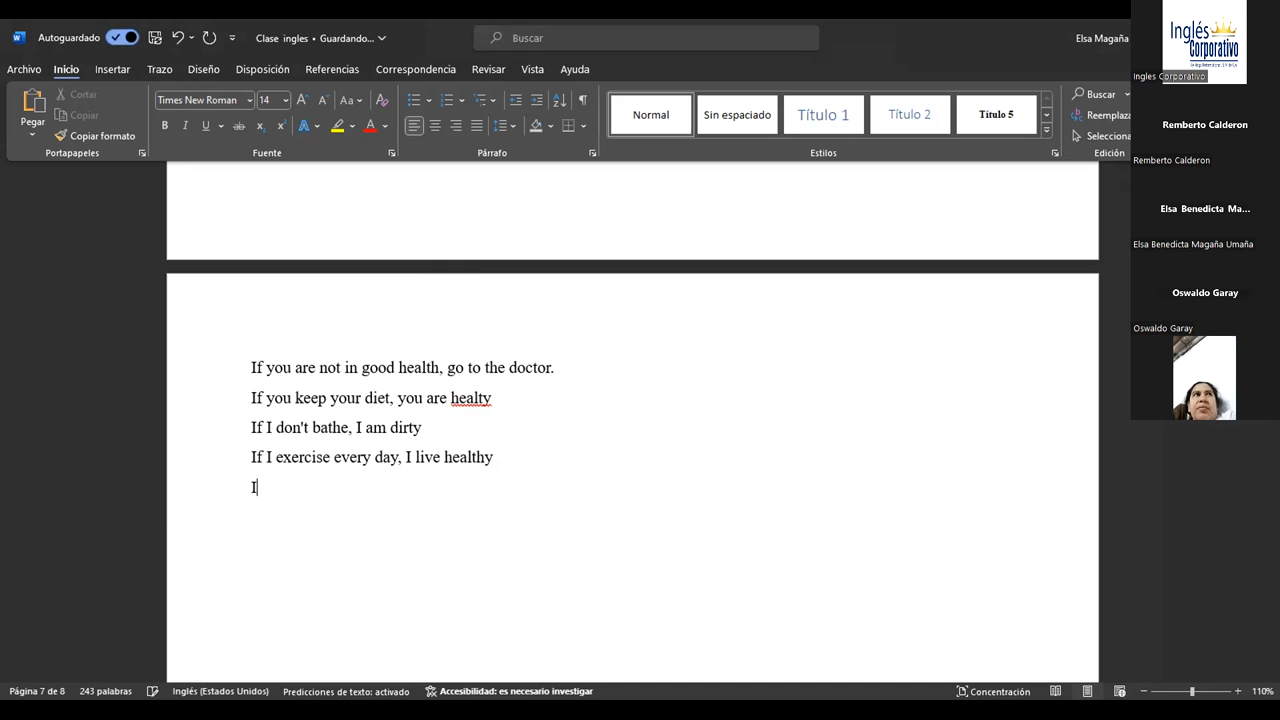 Autoguardado
Clase ingles • Guardando...
Buscar
Elsa Magaña
Archivo Inicio Insertar Trazo Diseño Disposición Referencias Correspondencia Revisar Vista Ayuda
Pegar
Cortar
Copiar
Copiar formato
Portapapeles
Times New Roman 14
Fuente
Párrafo
Normal
Sin espaciado
Título 1
Título 2
Título 5
Estilos
Buscar
Reemplaza
Selecciona
Edición
Inglés
Corporativo
Ingles Corporativo
Remberto Calderon
Remberto Calderon
Elsa Benedicta Ma...
Elsa Benedicta Magaña Umaña
Oswaldo Garay
Oswaldo Garay
If you are not in good health, go to the doctor.
If you keep your diet, you are healty
If I don't bathe, I am dirty
If I exercise every day, I live healthy
I
Página 7 de 8 243 palabras Inglés (Estados Unidos) Predicciones de texto: activado Accesibilidad: es necesario investigar Concentración 110%